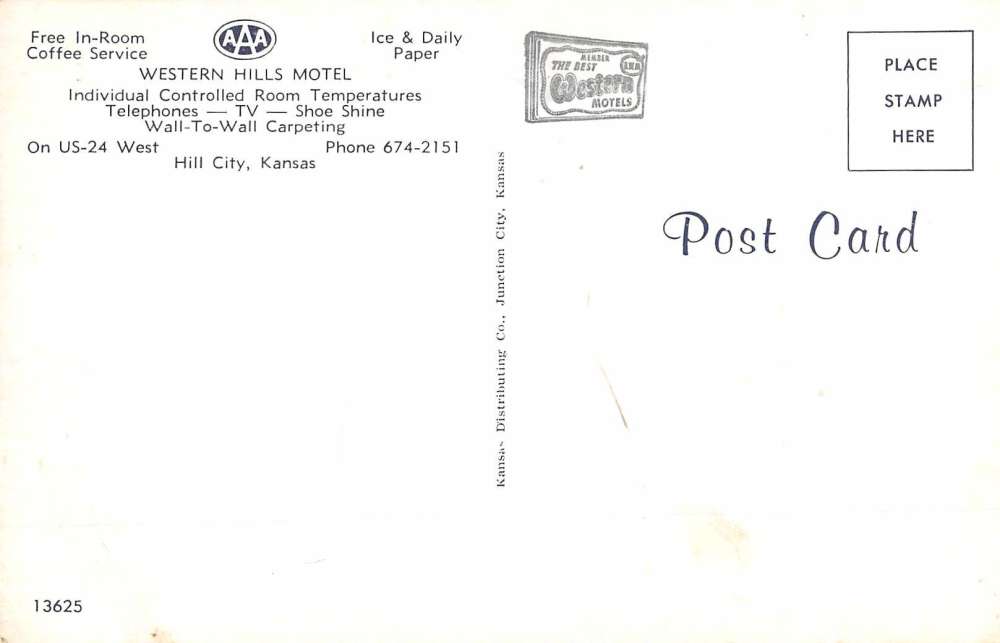 Free In-Room
Coffee Service
AAA
Ice & Daily
Paper
WESTERN HILLS MOTEL
Individual Controlled Room Temperatures
Telephones — TV — Shoe Shine
Wall-To-Wall Carpeting
On US-24 West
Phone 674-2151
Hill City, Kansas
MEMBER
THE BEST
Western
MOTELS
Kansas Distributing Co., Junction City, Kansas
PLACE
STAMP
HERE
Post Card
13625